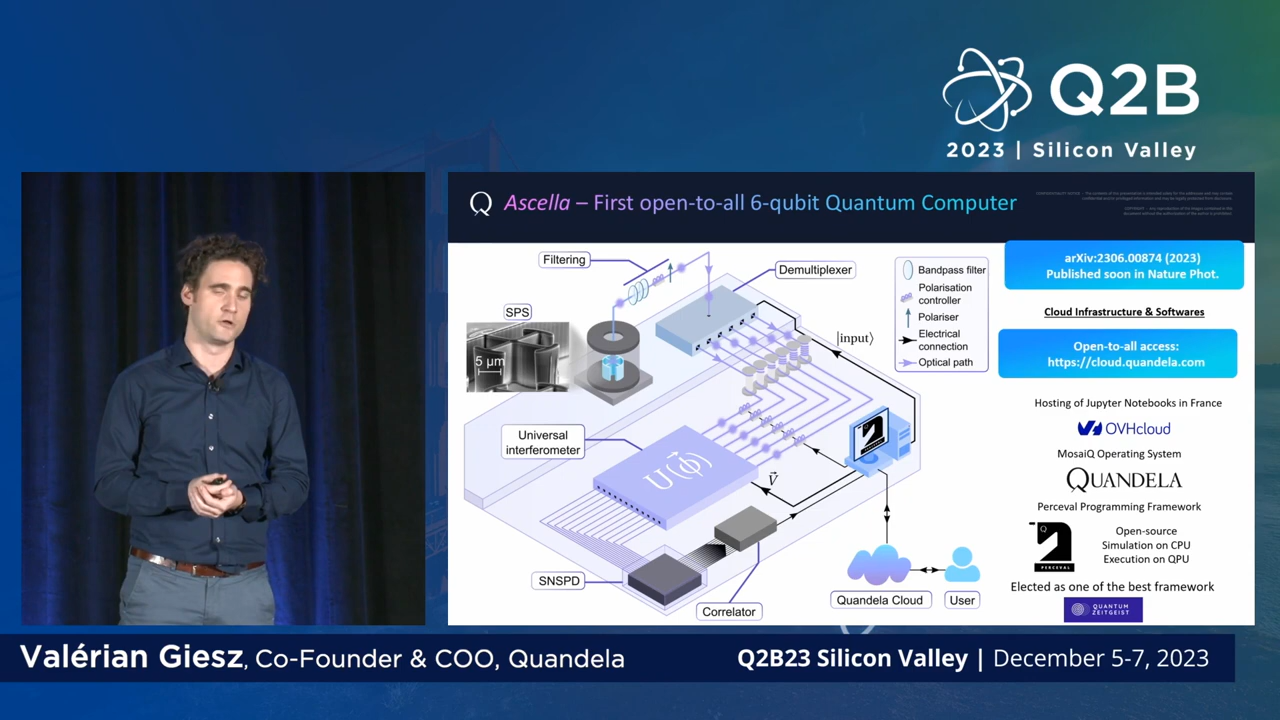 Q2B
2023 | Silicon Valley
Q Ascella – First open-to-all 6-qubit Quantum Computer
Filtering
Demultiplexer
SPS
5 μm
Bandpass filter
Polarisation
controller
Polariser
Electrical
connection
Optical path
|input⟩
Universal
interferometer
U(ϕ⃗)
V⃗
SNSPD
Correlator
Quandela Cloud
User
arXiv:2306.00874 (2023)
Published soon in Nature Phot.
Cloud Infrastructure & Softwares
Open-to-all access:
https://cloud.quandela.com
Hosting of Jupyter Notebooks in France
OVHcloud
MosaiQ Operating System
QUANDELA
Perceval Programming Framework
Q
PERCEVAL
Open-source
Simulation on CPU
Execution on QPU
Elected as one of the best framework
QUANTUM
ZEITGEIST
Valérian Giesz, Co-Founder & COO, Quandela
Q2B23 Silicon Valley | December 5-7, 2023